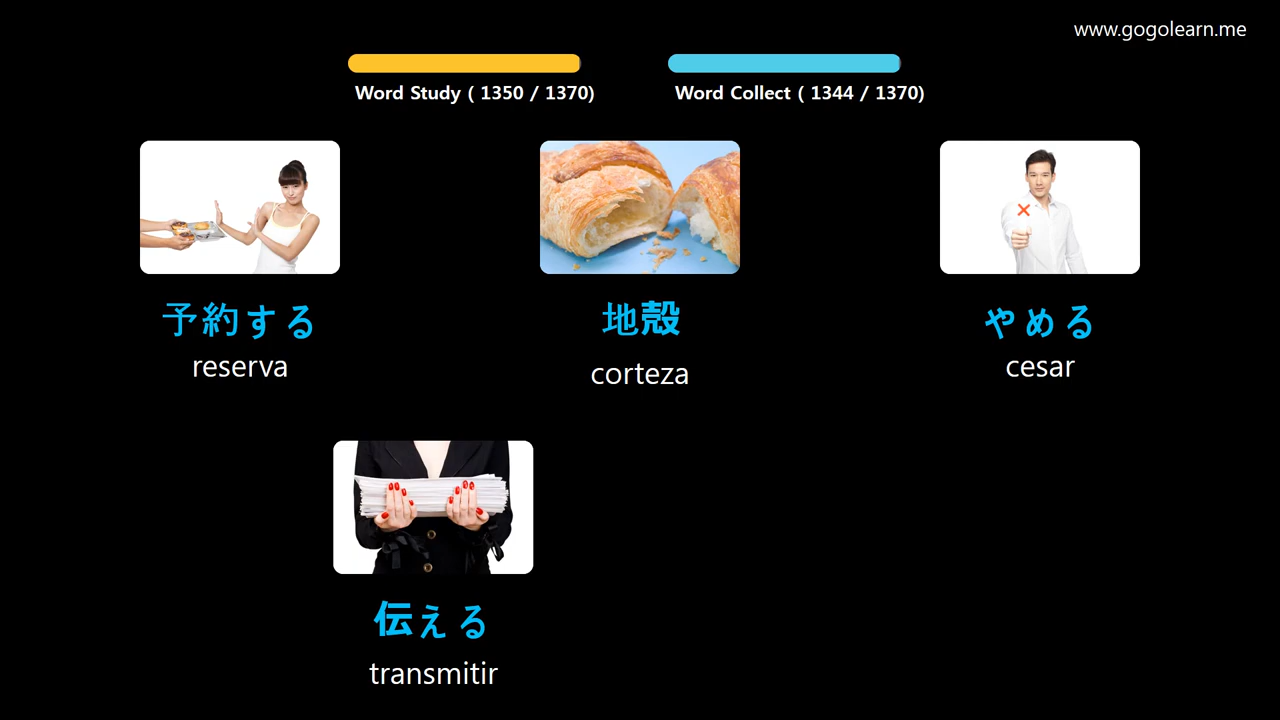 www.gogolearn.me
Word Study ( 1350 / 1370)
Word Collect ( 1344 / 1370)
予約する
reserva
地殻
corteza
やめる
cesar
伝える
transmitir